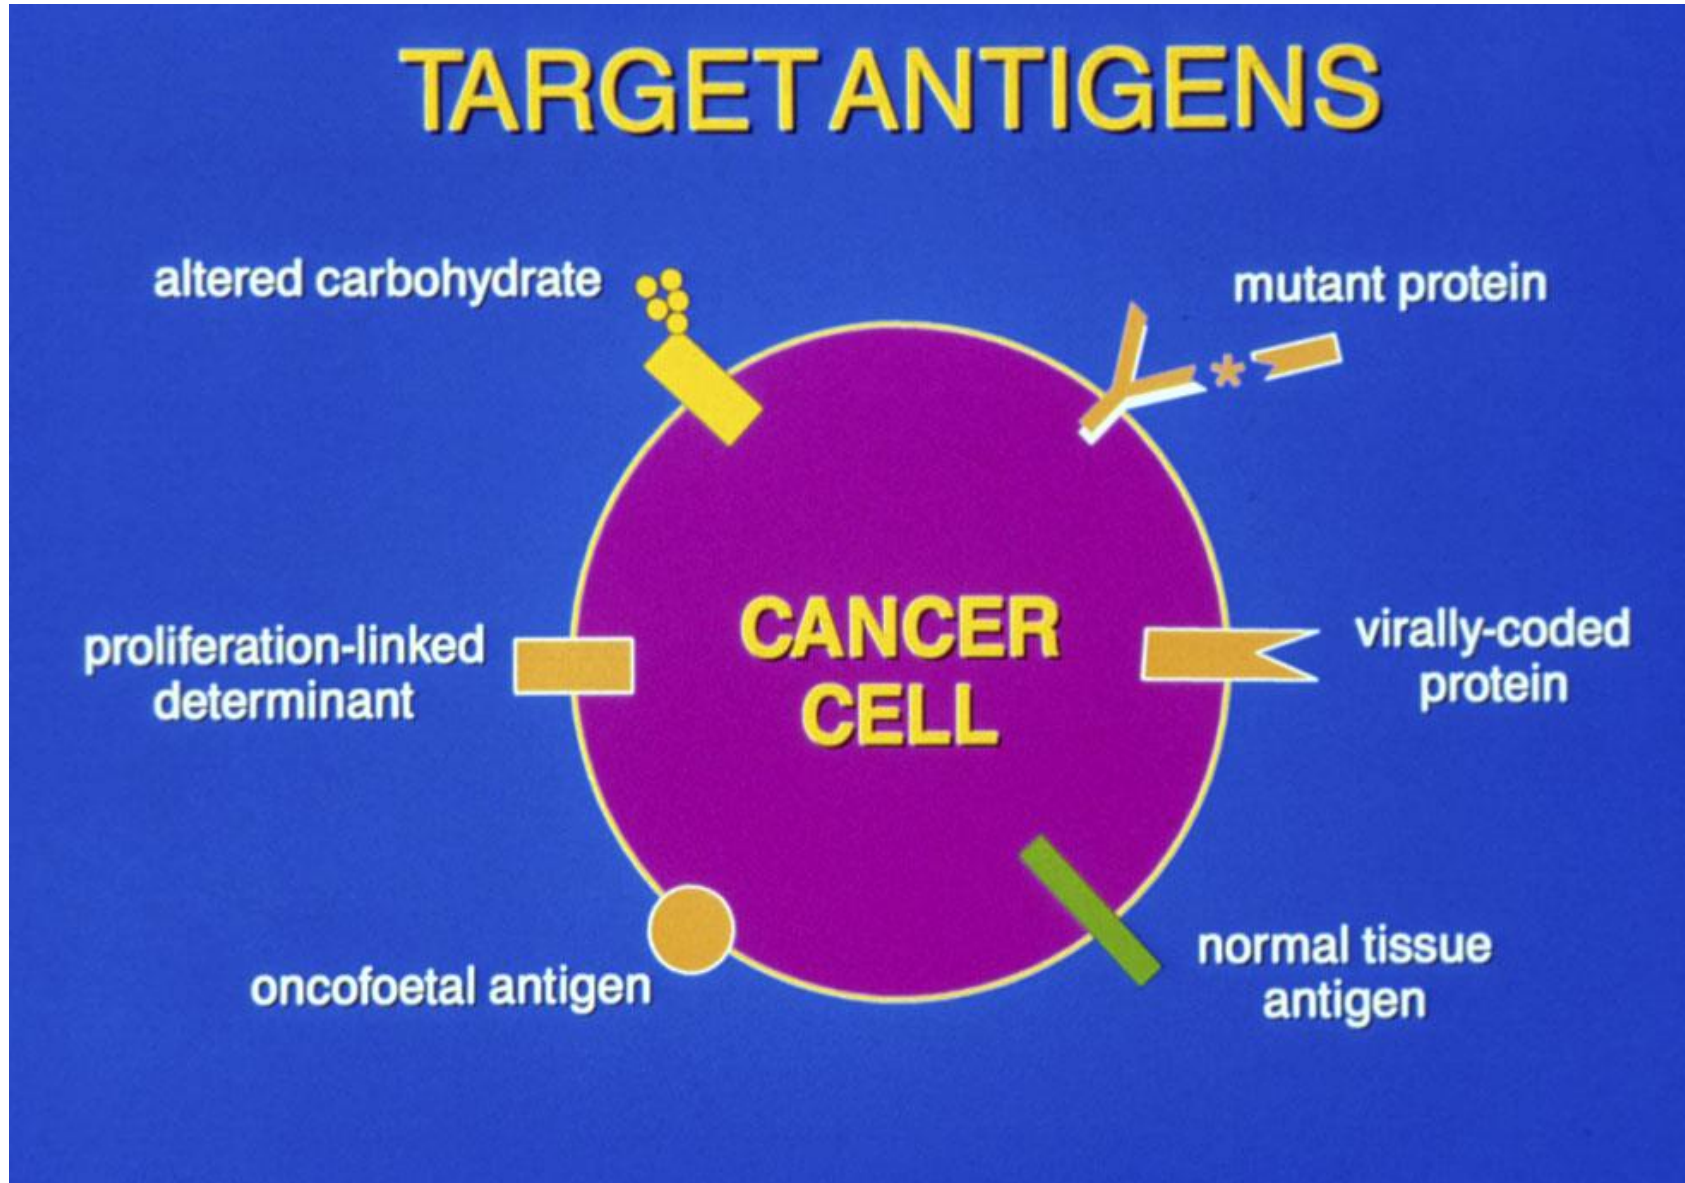 TARGET ANTIGENS
altered carbohydrate
mutant protein
proliferation-linked
determinant
CANCER
CELL
virally-coded
protein
oncofoetal antigen
normal tissue
antigen